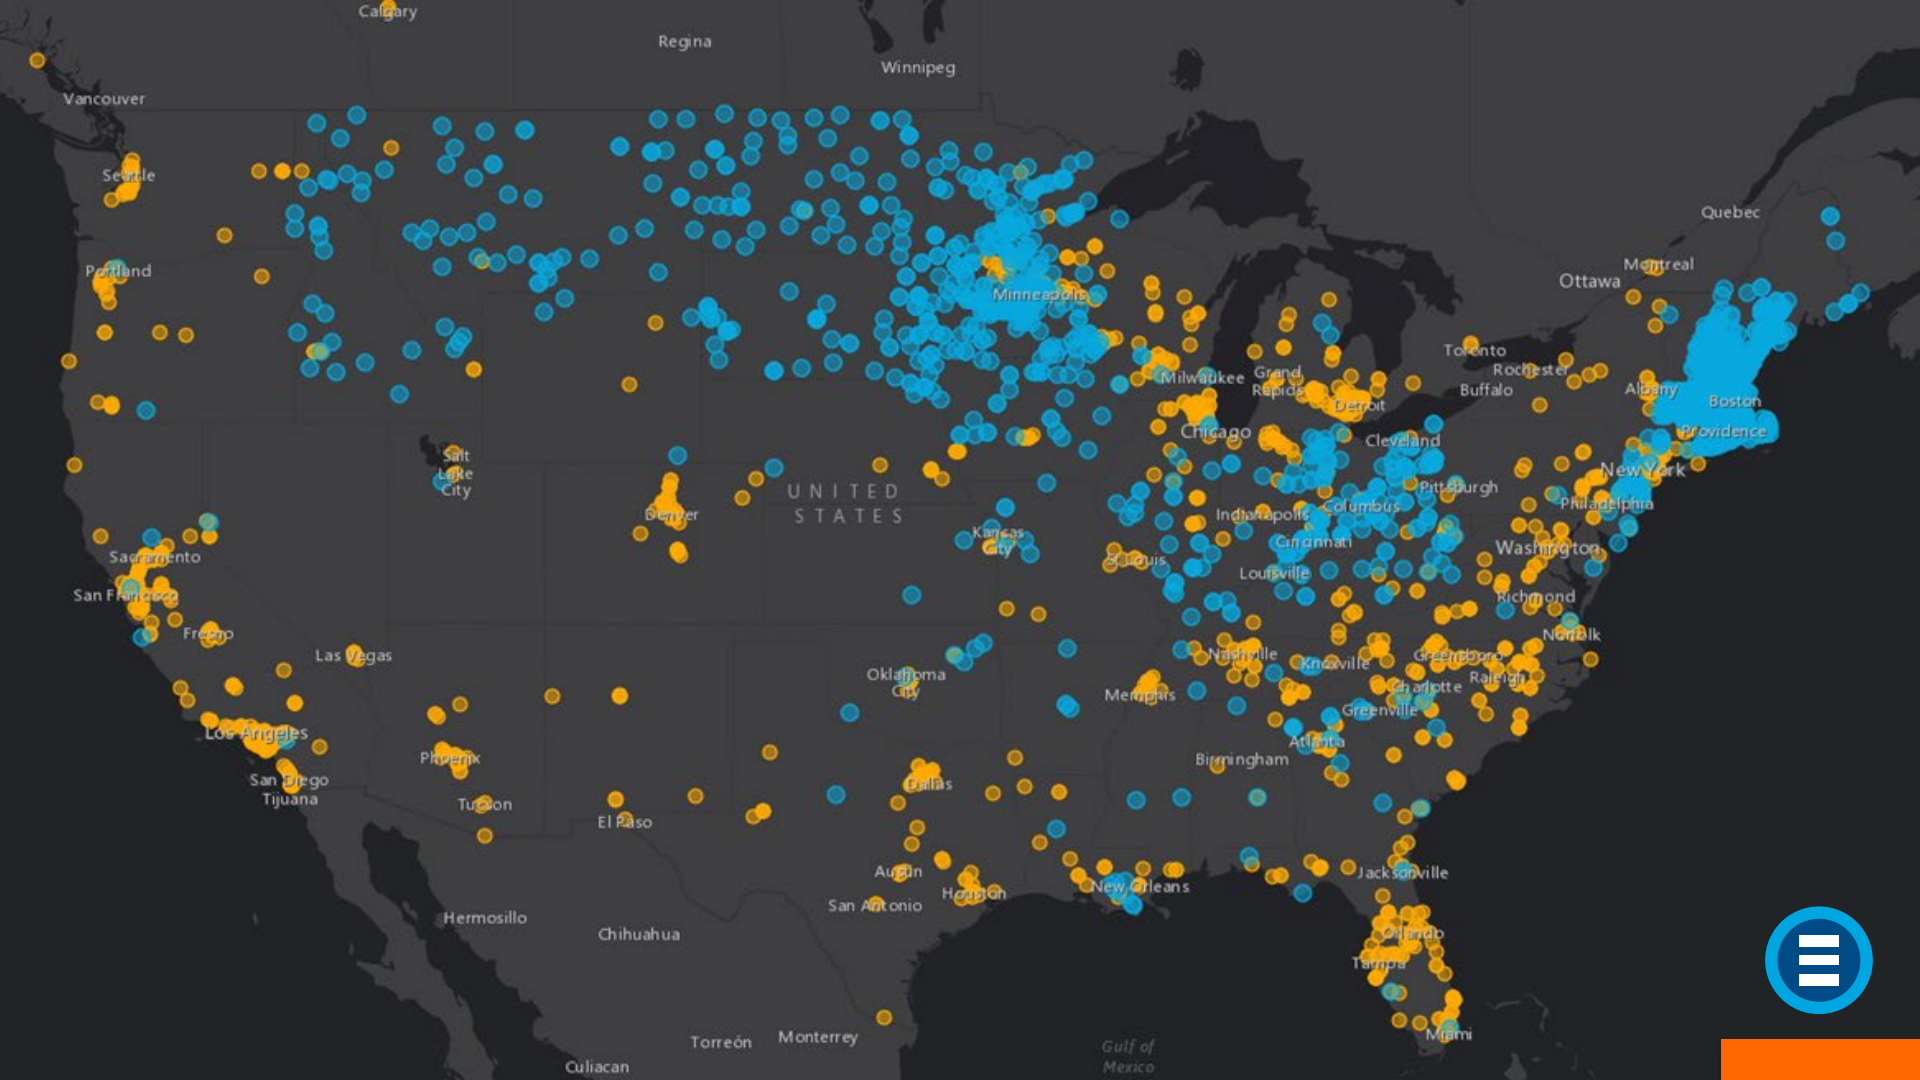 Calgary
Regina
Winnipeg
Vancouver
Seattle
Quebec
Portland
Montreal
Ottawa
Minneapolis
Toronto
Rochester
Milwaukee
Grand
Rapids
Buffalo
Albany
Detroit
Boston
Chicago
Cleveland
Providence
Salt
Lake
City
New York
UNITED
STATES
Pittsburgh
Denver
Indianapolis
Columbus
Philadelphia
Kansas
City
Cincinnati
Washington
Sacramento
St Louis
Louisville
San Francisco
Richmond
Fresno
Norfolk
Las Vegas
Nashville
Knoxville
Greensboro
Oklahoma
City
Raleigh
Memphis
Charlotte
Greenville
Los Angeles
Atlanta
Phoenix
Birmingham
San Diego
Dallas
Tijuana
Tucson
El Paso
Austin
Jacksonville
Houston
New Orleans
San Antonio
Hermosillo
Chihuahua
Orlando
Tampa
Miami
Torreón
Monterrey
Gulf of
Mexico
Culiacan